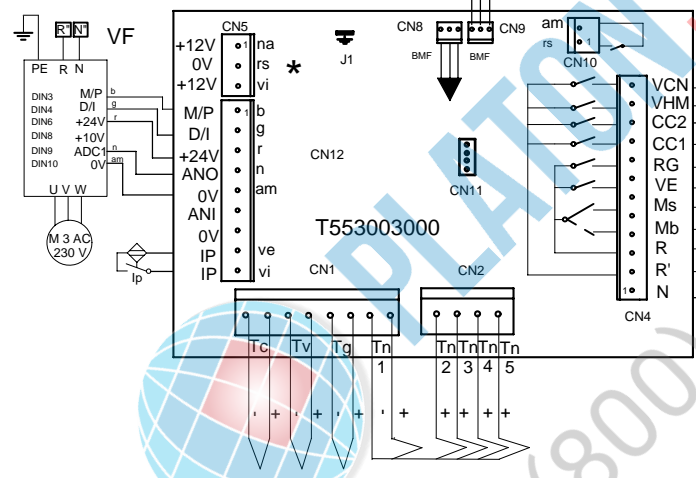 R" N" VF
PE R N
DIN3 M/P b
DIN4 D/I g
DIN6 +24V r
DIN8 +10V
DIN9 ADC1 n
DIN10 0V am
U V W
M 3 AC
230 V
Ip
CN5
+12V 1 na
0V rs
+12V vi
*
M/P 1 b
D/I g
+24V r
ANO n
0V am
ANI
0V
IP ve
IP vi
J1
CN8 CN9
BMF BMF
am
rs 1
CN10
CN12
CN11
T553003000
VCN
VHM
CC2
CC1
RG
VE
Ms
Mb
R
R'
1 N
CN4
CN1 CN2
Tc Tv Tg Tn Tn Tn Tn Tn
1 2 3 4 5
- + - + - + - + + + + +
PLATON
(800)